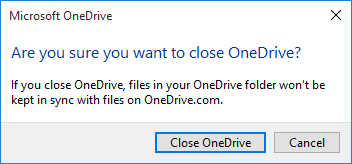 Microsoft OneDrive
Are you sure you want to close OneDrive?
If you close OneDrive, files in your OneDrive folder won't be
kept in sync with files on OneDrive.com.
Close OneDrive
Cancel